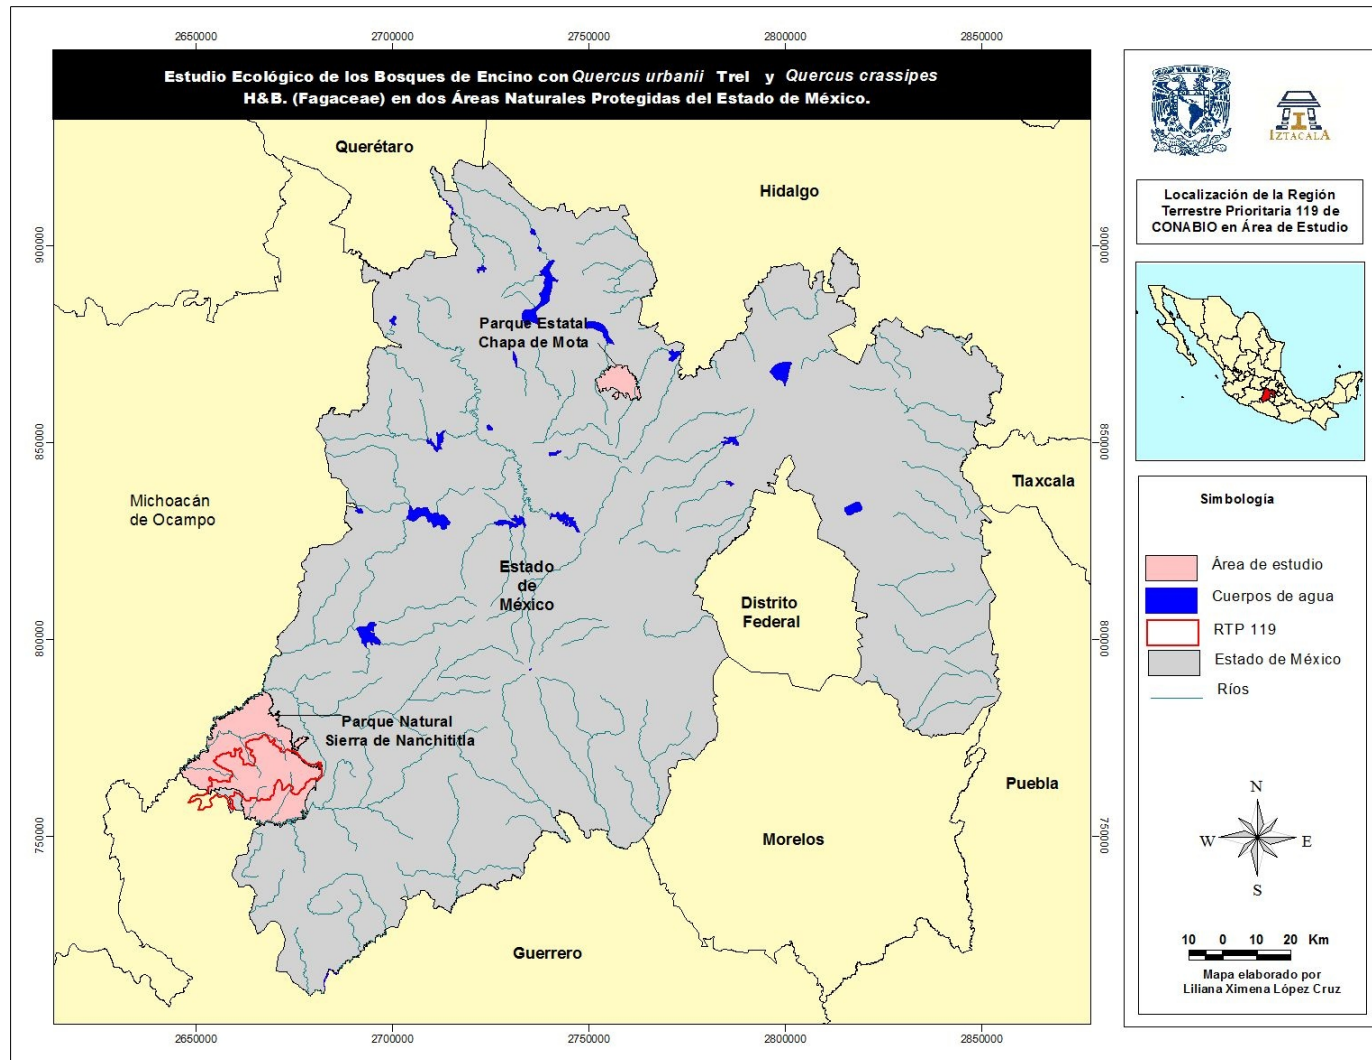 2650000 2700000 2750000 2800000 2850000
Estudio Ecológico de los Bosques de Encino con Quercus urbanii Trel y Quercus crassipes
H&B. (Fagaceae) en dos Áreas Naturales Protegidas del Estado de México.
Querétaro
Hidalgo
900000
900000
Parque Estatal
Chapa de Mota
850000
850000
Tlaxcala
Michoacán
de Ocampo
Estado
de
México
Distrito
Federal
800000
800000
Parque Natural
Sierra de Nanchititla
Puebla
750000
750000
Morelos
Guerrero
2650000 2700000 2750000 2800000 2850000
IZTACALA
Localización de la Región
Terrestre Prioritaria 119 de
CONABIO en Área de Estudio
Simbología
Área de estudio
Cuerpos de agua
RTP 119
Estado de México
Ríos
N
W E
S
10 0 10 20 Km
Mapa elaborado por
Liliana Ximena López Cruz